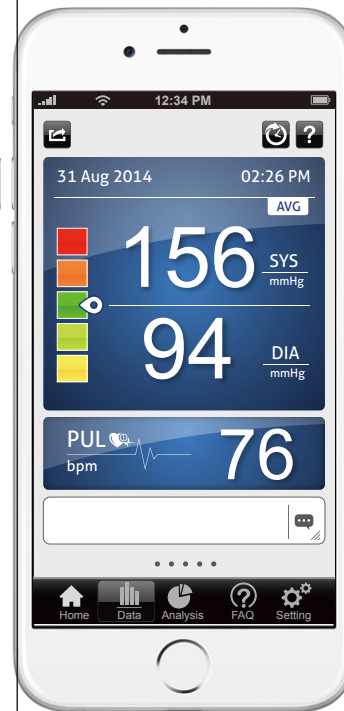 12:34 PM
?
31 Aug 2014 02:26 PM
AVG
156 SYS
mmHg
94 DIA
mmHg
PUL 76
bpm
Home Data Analysis FAQ Setting